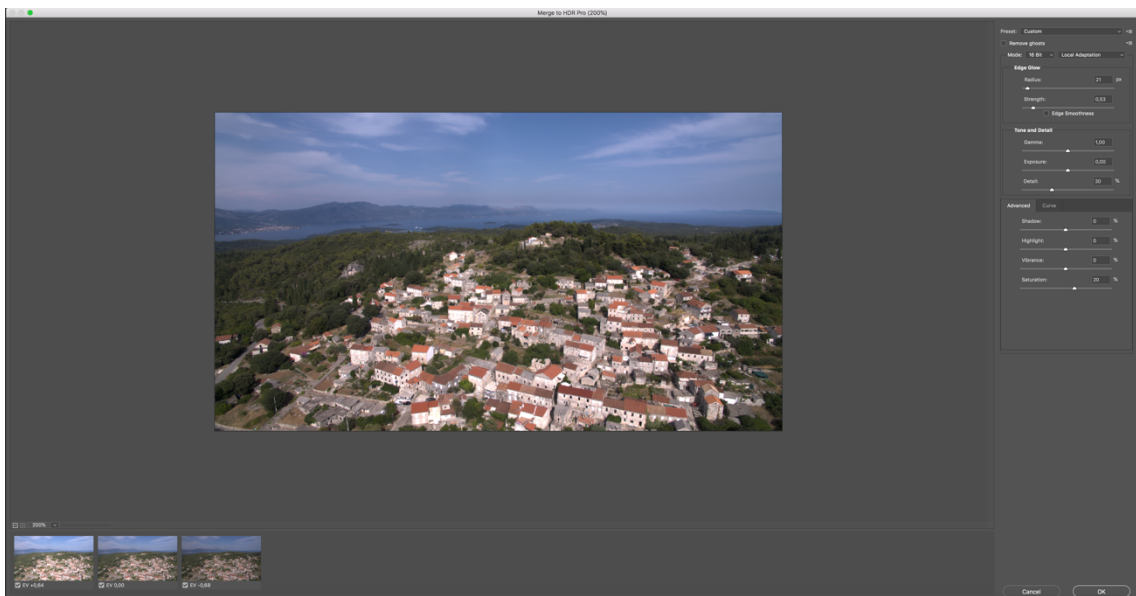 Merge to HDR Pro (200%)
Preset: Custom
Remove ghosts
Mode: 16 Bit Local Adaptation
Edge Glow
Radius: 21 px
Strength: 0,53
Edge Smoothness
Tone and Detail
Gamma: 1,00
Exposure: 0,00
Detail: 30 %
Advanced Curve
Shadow: 0 %
Highlight: 0 %
Vibrance: 0 %
Saturation: 20 %
200%
EV +0,64 EV 0,00 EV -0,68
Cancel OK